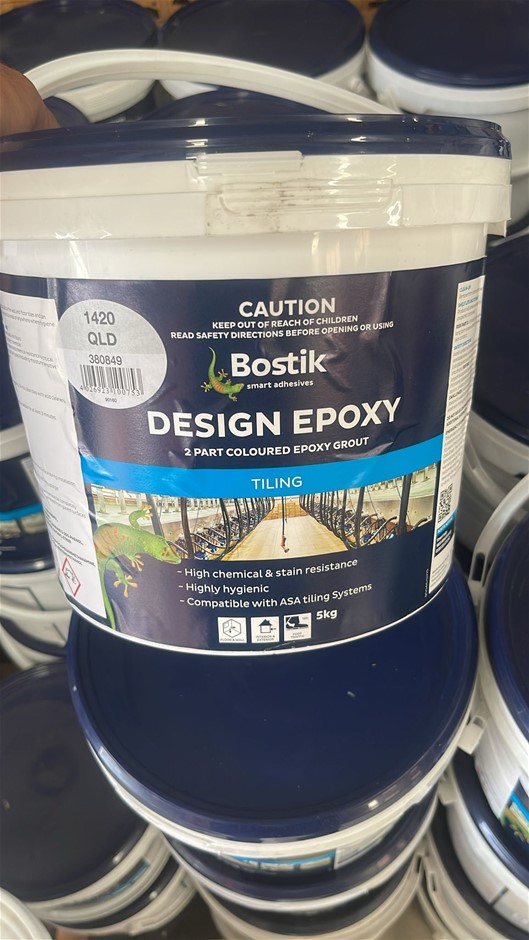 1420
QLD
380849
CAUTION
KEEP OUT OF REACH OF CHILDREN
READ SAFETY DIRECTIONS BEFORE OPENING OR USING
Bostik
smart adhesives
DESIGN EPOXY
2 PART COLOURED EPOXY GROUT
TILING
- High chemical & stain resistance
- Highly hygienic
- Compatible with ASA tiling Systems
5kg
FLOOR & WALL